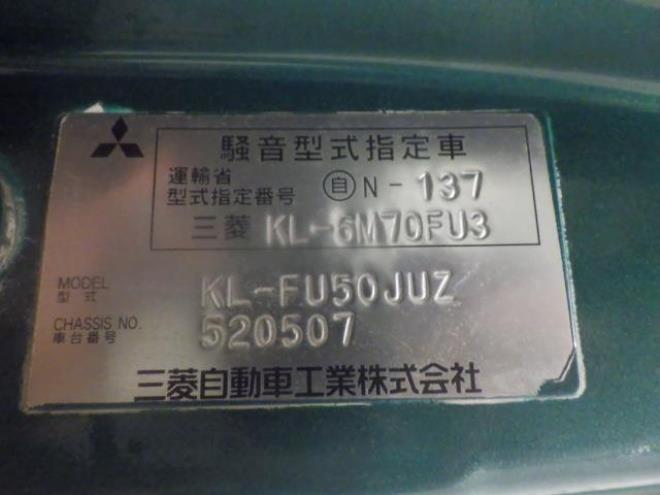 騒音型式指定車
運輸省
型式指定番号 自 N-137
三菱 KL-6M70FU3
MODEL
型式 KL-FU50JUZ
CHASSIS NO.
車台番号 520507
三菱自動車工業株式会社